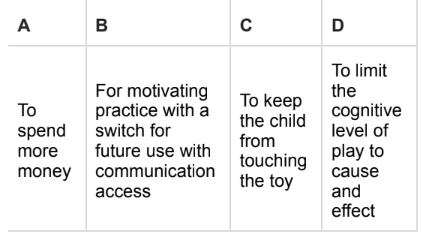 A
B
C
D
To
spend
more
money
For motivating
practice with a
switch for
future use with
communication
access
To keep
the child
from
touching
the toy
To limit
the
cognitive
level of
play to
cause
and
effect